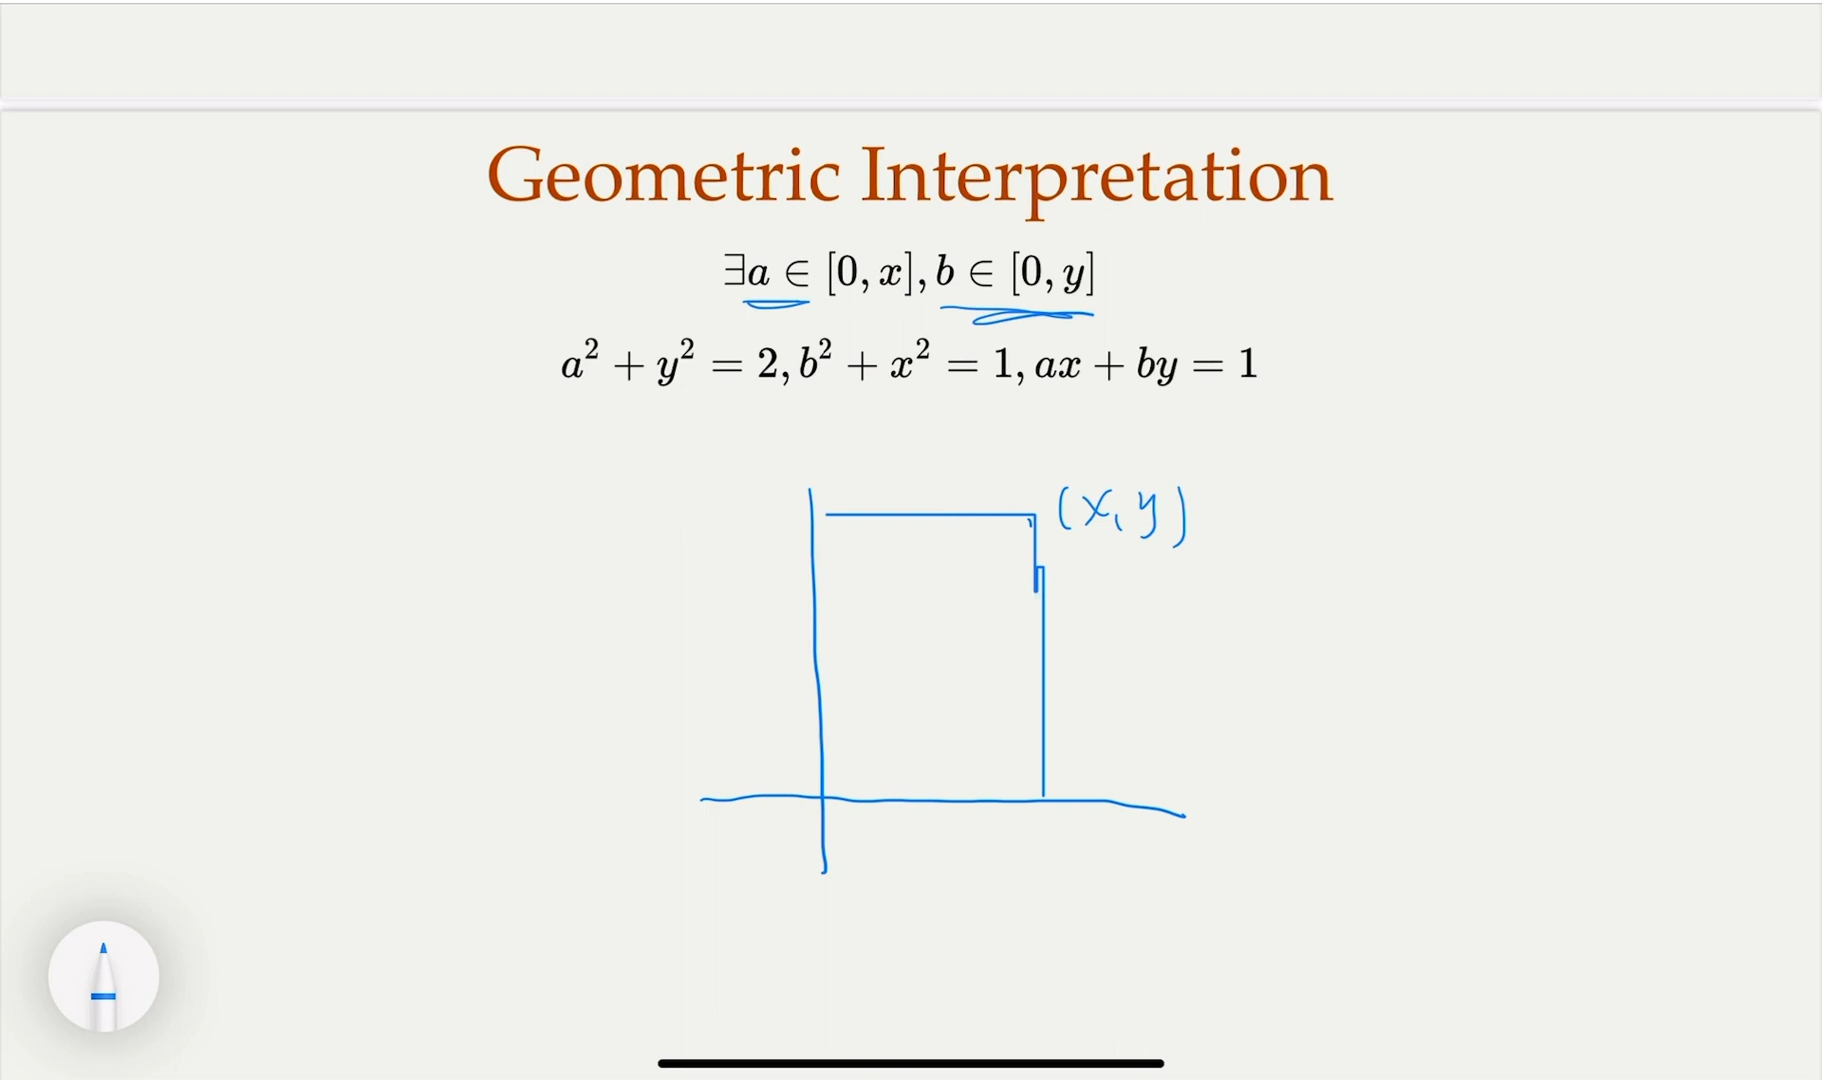 Geometric Interpretation
∃a ∈ [0, x], b ∈ [0, y]
a² + y² = 2, b² + x² = 1, ax + by = 1
(x, y)